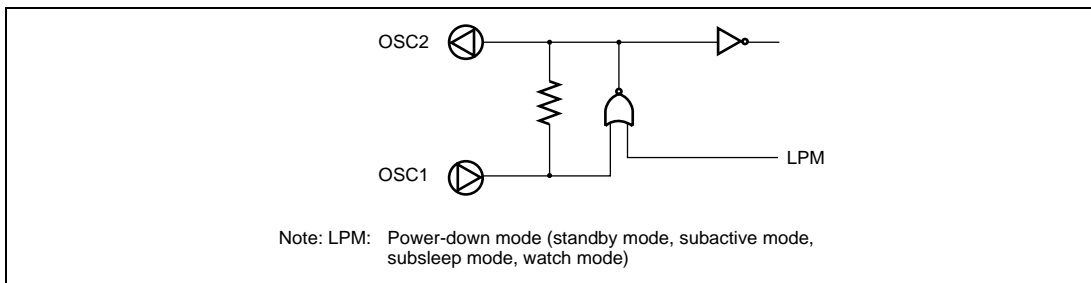 OSC2
LPM
OSC1
Note: LPM: Power-down mode (standby mode, subactive mode,
subsleep mode, watch mode)